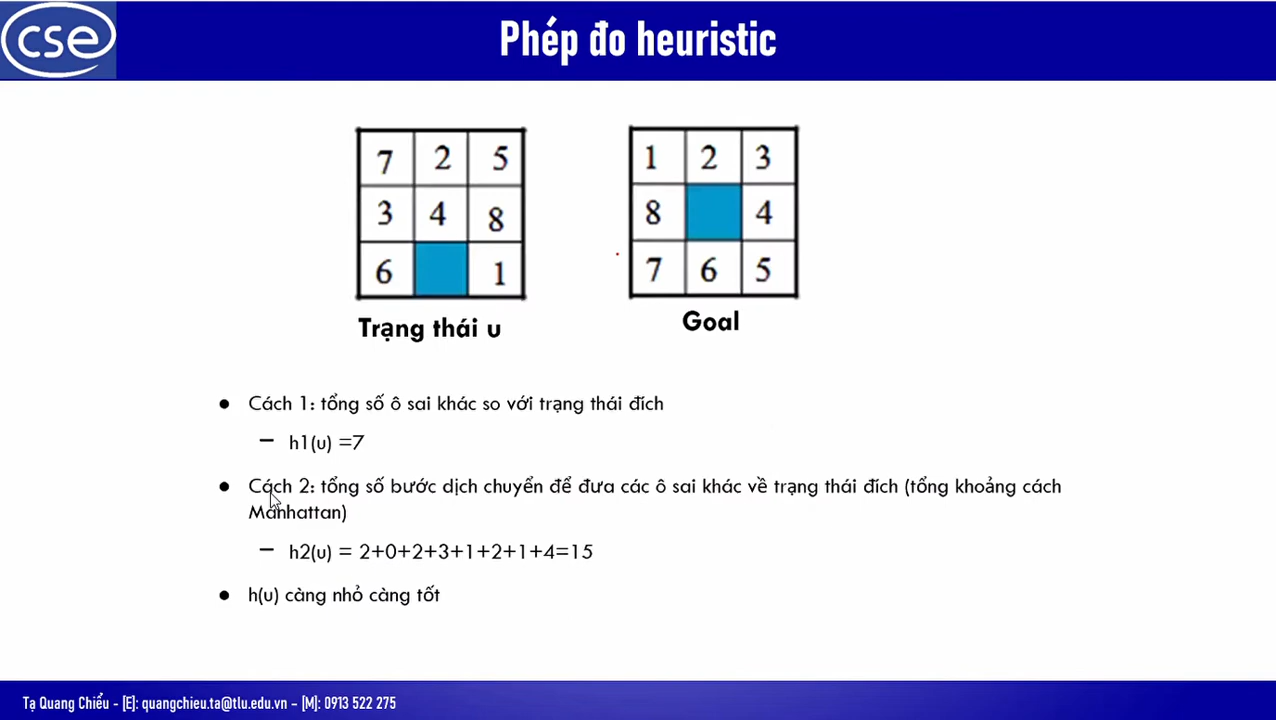 cse
Phép đo heuristic
7 2 5
3 4 8
6 1
Trạng thái u
1 2 3
8 4
7 6 5
Goal
● Cách 1: tổng số ô sai khác so với trạng thái đích
– h1(u) =7
● Cách 2: tổng số bước dịch chuyển để đưa các ô sai khác về trạng thái đích (tổng khoảng cách
Manhattan)
– h2(u) = 2+0+2+3+1+2+1+4=15
● h(u) càng nhỏ càng tốt
Tạ Quang Chiểu - [E]: quangchieu.ta@tlu.edu.vn – [M]: 0913 522 275